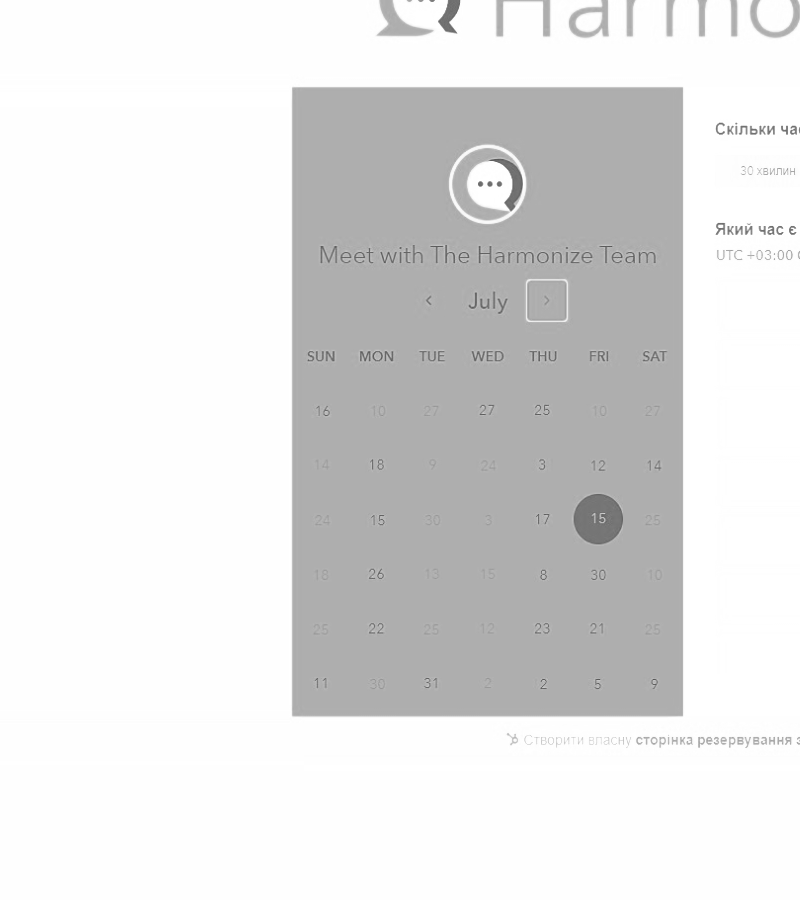 Harmo
Скільки ча
30 хвилин
Який час є
UTC +03:00
Meet with The Harmonize Team
July
SUN MON TUE WED THU FRI SAT
16 10 27 27 25 10 27
14 18 9 24 3 12 14
24 15 30 3 17 15 25
18 26 13 15 8 30 10
25 22 25 12 23 21 25
11 30 31 2 2 5 9
Створити власну сторінка резервування з